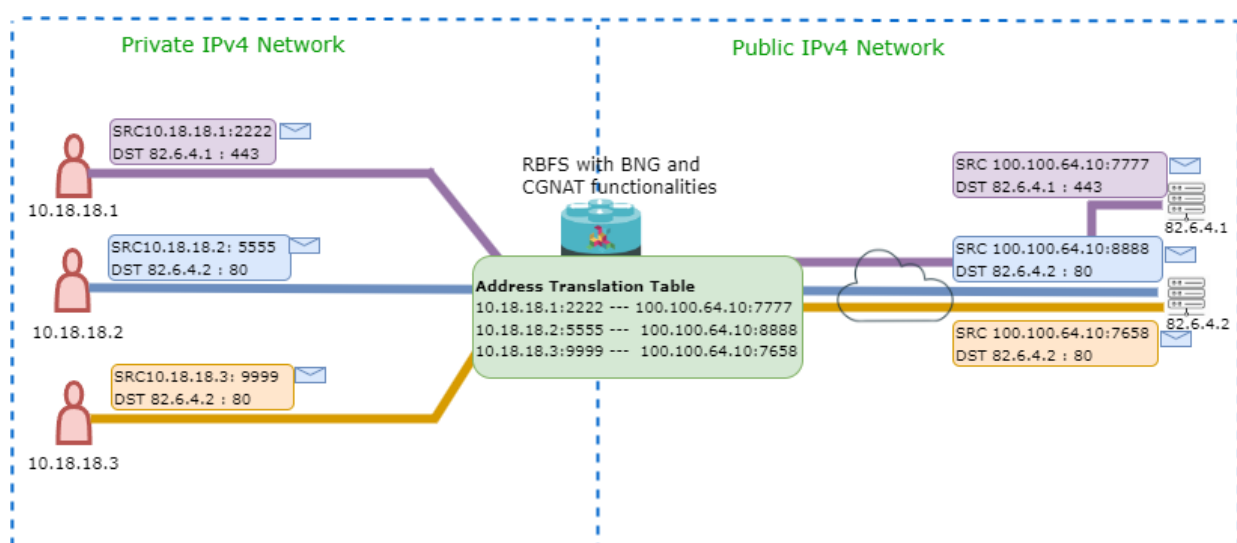 Private IPv4 Network
Public IPv4 Network
SRC10.18.18.1:2222
DST 82.6.4.1 : 443
10.18.18.1
SRC10.18.18.2: 5555
DST 82.6.4.2 : 80
10.18.18.2
SRC10.18.18.3: 9999
DST 82.6.4.2 : 80
10.18.18.3
RBFS with BNG and
CGNAT functionalities
Address Translation Table
10.18.18.1:2222 --- 100.100.64.10:7777
10.18.18.2:5555 --- 100.100.64.10:8888
10.18.18.3:9999 --- 100.100.64.10:7658
SRC 100.100.64.10:7777
DST 82.6.4.1 : 443
82.6.4.1
SRC 100.100.64.10:8888
DST 82.6.4.2 : 80
82.6.4.2
SRC 100.100.64.10:7658
DST 82.6.4.2 : 80